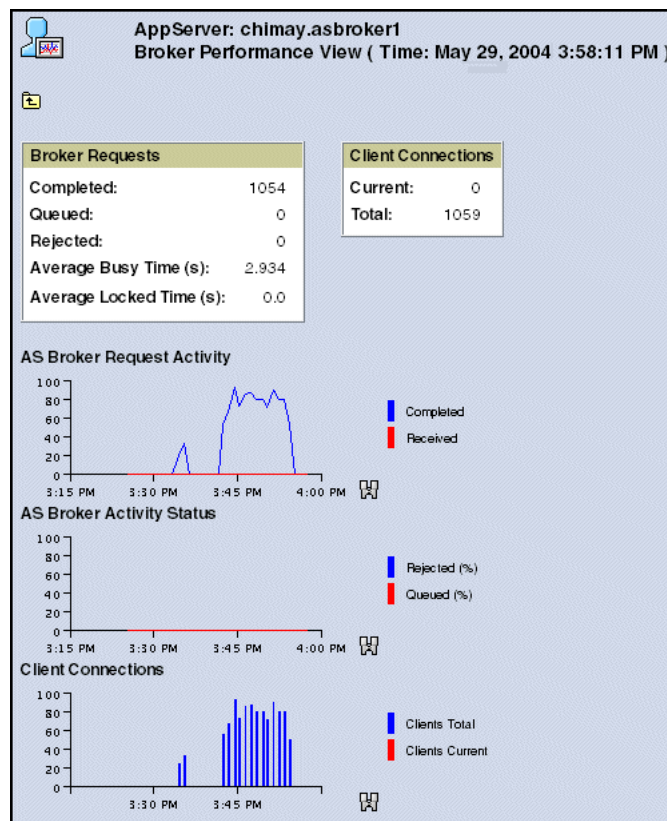 AppServer: chimay.asbroker1
Broker Performance View ( Time: May 29, 2004 3:58:11 PM )
Broker Requests
Completed: 1054
Queued: 0
Rejected: 0
Average Busy Time (s): 2.934
Average Locked Time (s): 0.0
Client Connections
Current: 0
Total: 1059
AS Broker Request Activity
100
80
60
40
20
0
3:15 PM 3:30 PM 3:45 PM 4:00 PM
Completed
Received
AS Broker Activity Status
100
80
60
40
20
0
3:15 PM 3:30 PM 3:45 PM 4:00 PM
Rejected (%)
Queued (%)
Client Connections
100
80
60
40
20
0
3:30 PM 3:45 PM
Clients Total
Clients Current